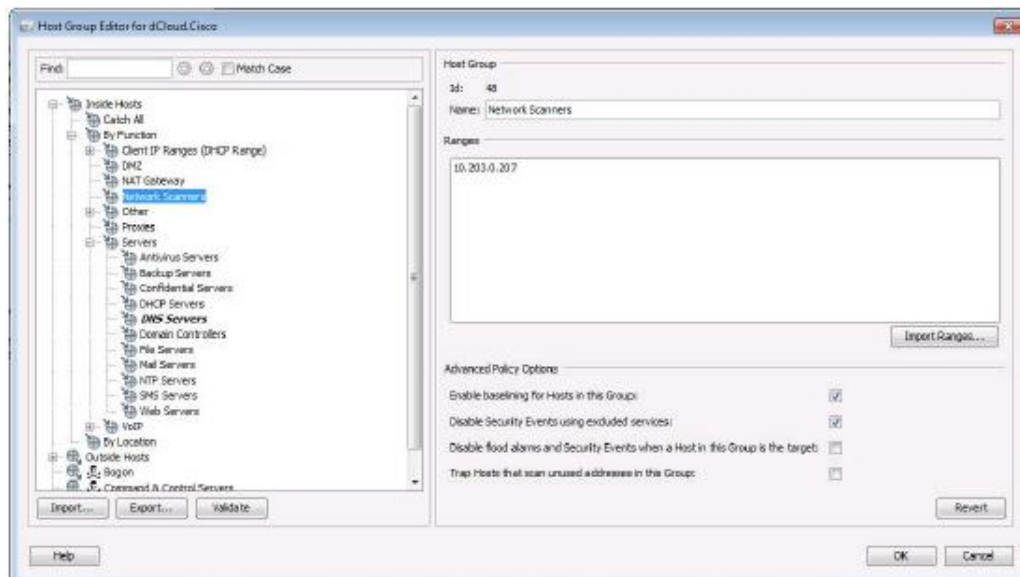 Host Group Editor for dCloud.Cisco
Find:
Match Case
Inside Hosts
Catch All
By Function
Client IP Ranges (DHCP Range)
DMZ
NAT Gateway
Network Scanners
Other
Proxies
Servers
Antivirus Servers
Backup Servers
Confidential Servers
DHCP Servers
DNS Servers
Domain Controllers
File Servers
Mail Servers
NTP Servers
SMS Servers
Web Servers
VoIP
By Location
Outside Hosts
Bogon
Command & Control Servers
Import...
Export...
Validate
Host Group
Id: 48
Name: Network Scanners
Ranges
10.203.0.207
Import Ranges...
Advanced Policy Options
Enable baselining for Hosts in this Group:
Disable Security Events using excluded services:
Disable flood alarms and Security Events when a Host in this Group is the target:
Trap Hosts that scan unused addresses in this Group:
Revert
Help
OK
Cancel